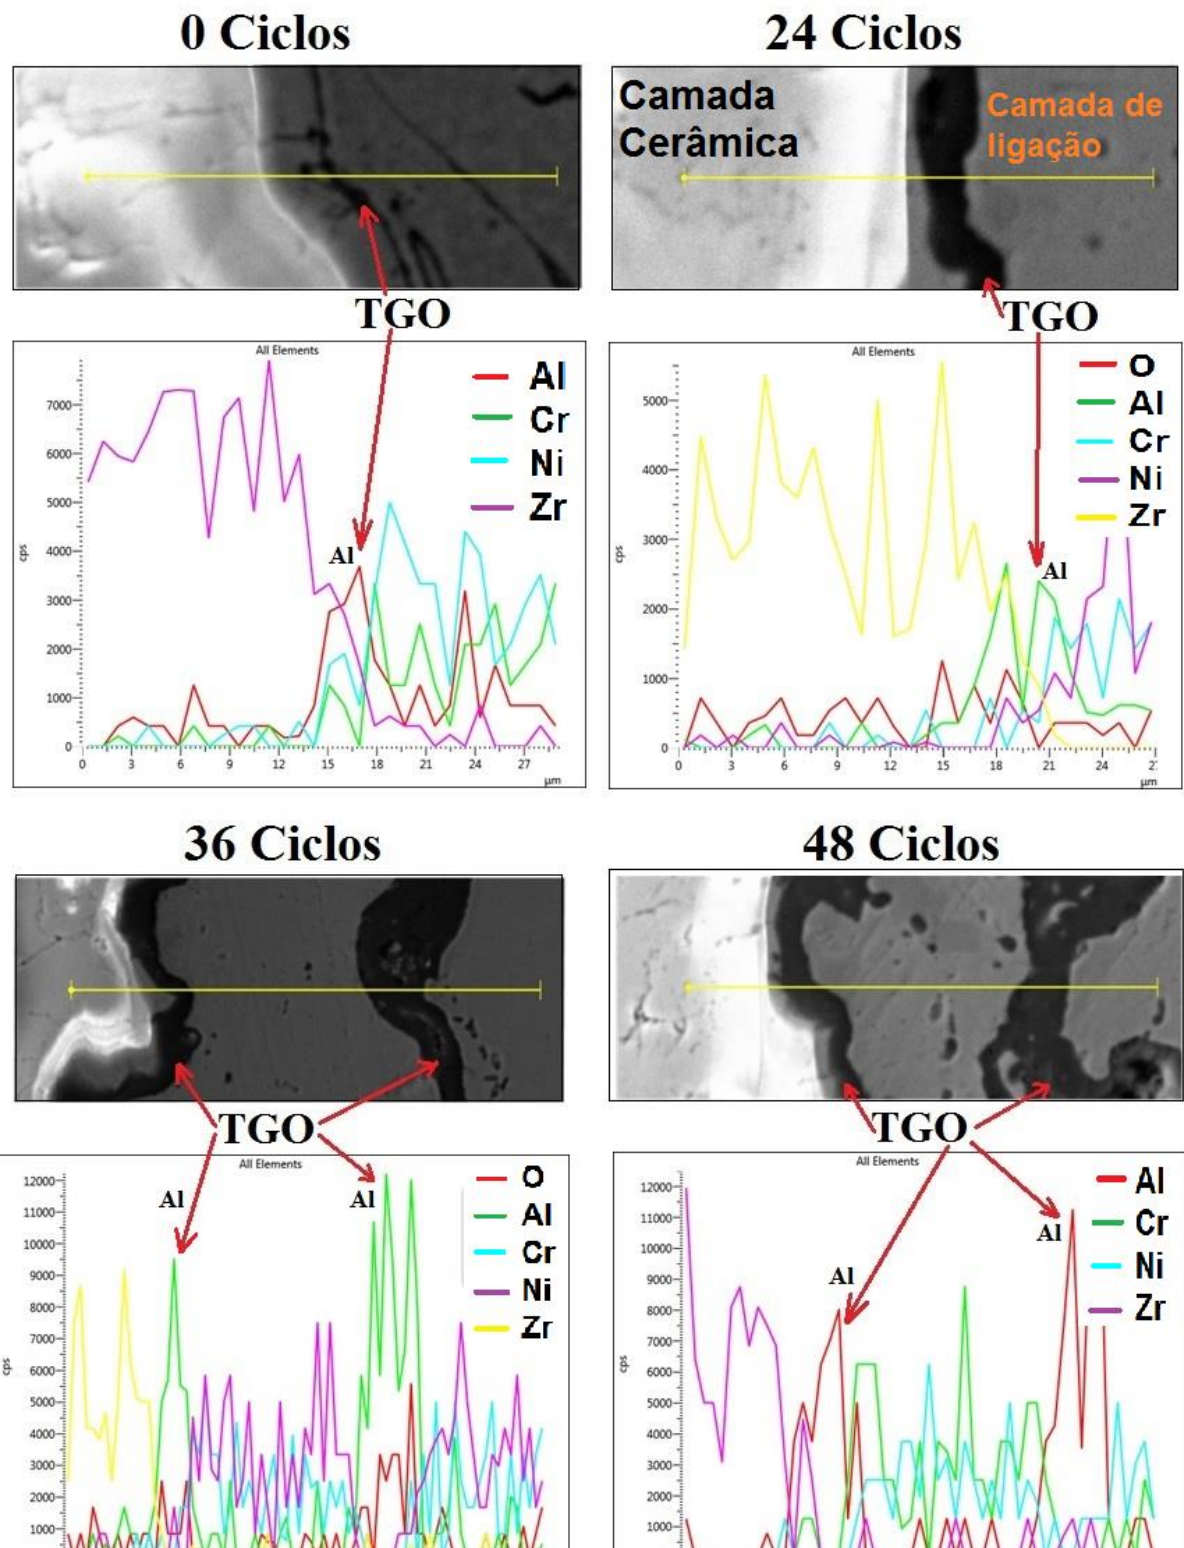 0 Ciclos
24 Ciclos
Camada
Cerâmica
Camada de
ligação
TGO
TGO
All Elements
Al
Cr
Ni
Zr
7000
6000
5000
4000
3000
2000
1000
0
cps
Al
0 3 6 9 12 15 18 21 24 27
µm
All Elements
O
Al
Cr
Ni
Zr
5000
4000
3000
2000
1000
0
cps
Al
0 3 6 9 12 15 18 21 24
µm
36 Ciclos
48 Ciclos
TGO
TGO
All Elements
O
Al
Cr
Ni
Zr
12000
11000
10000
9000
8000
7000
6000
5000
4000
3000
2000
1000
cps
Al
Al
All Elements
Al
Cr
Ni
Zr
12000
11000
10000
9000
8000
7000
6000
5000
4000
3000
2000
1000
cps
Al
Al